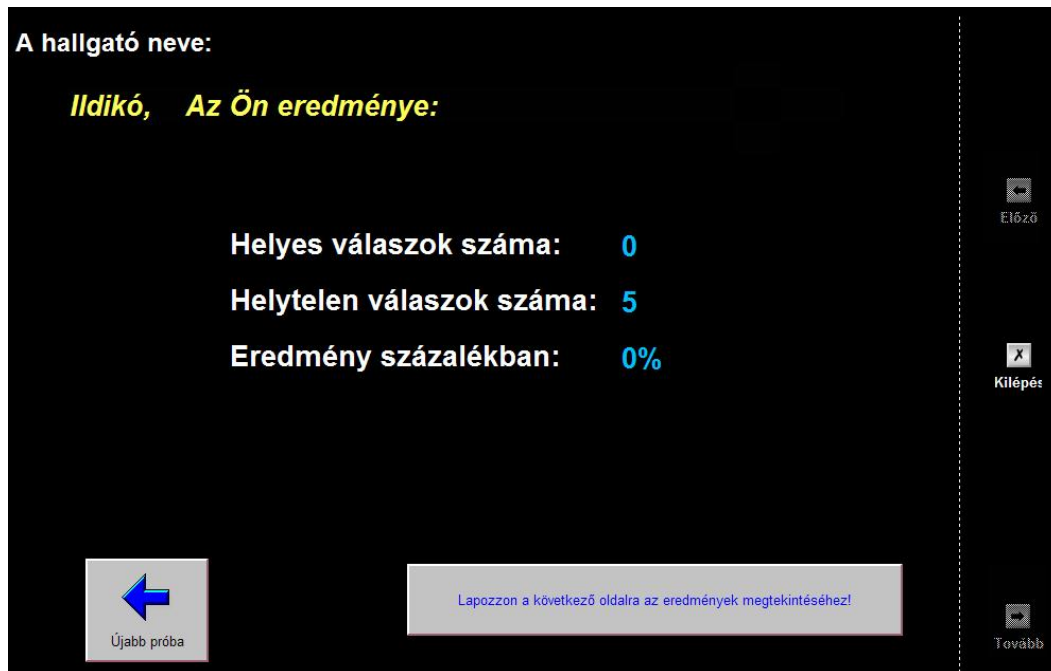 A hallgató neve:
Ildikó, Az Ön eredménye:
Előző
Helyes válaszok száma: 0
Helytelen válaszok száma: 5
Eredmény százalékban: 0%
Kilépés
Újabb próba
Lapozzon a következő oldalra az eredmények megtekintéséhez!
Tovább